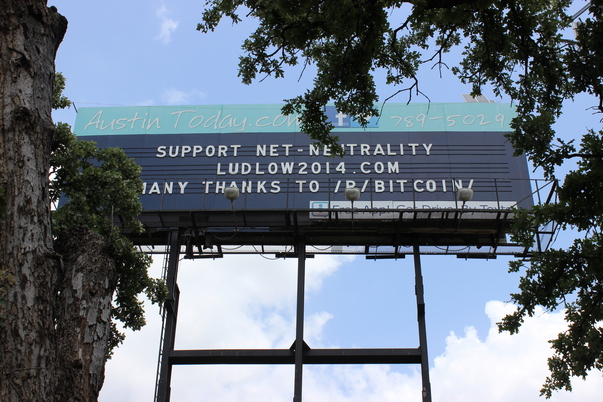 Austin Today.com f 789-5029
SUPPORT NET-NEUTRALITY
LUDLOW2014.COM
MANY THANKS TO /R/BITCOIN/